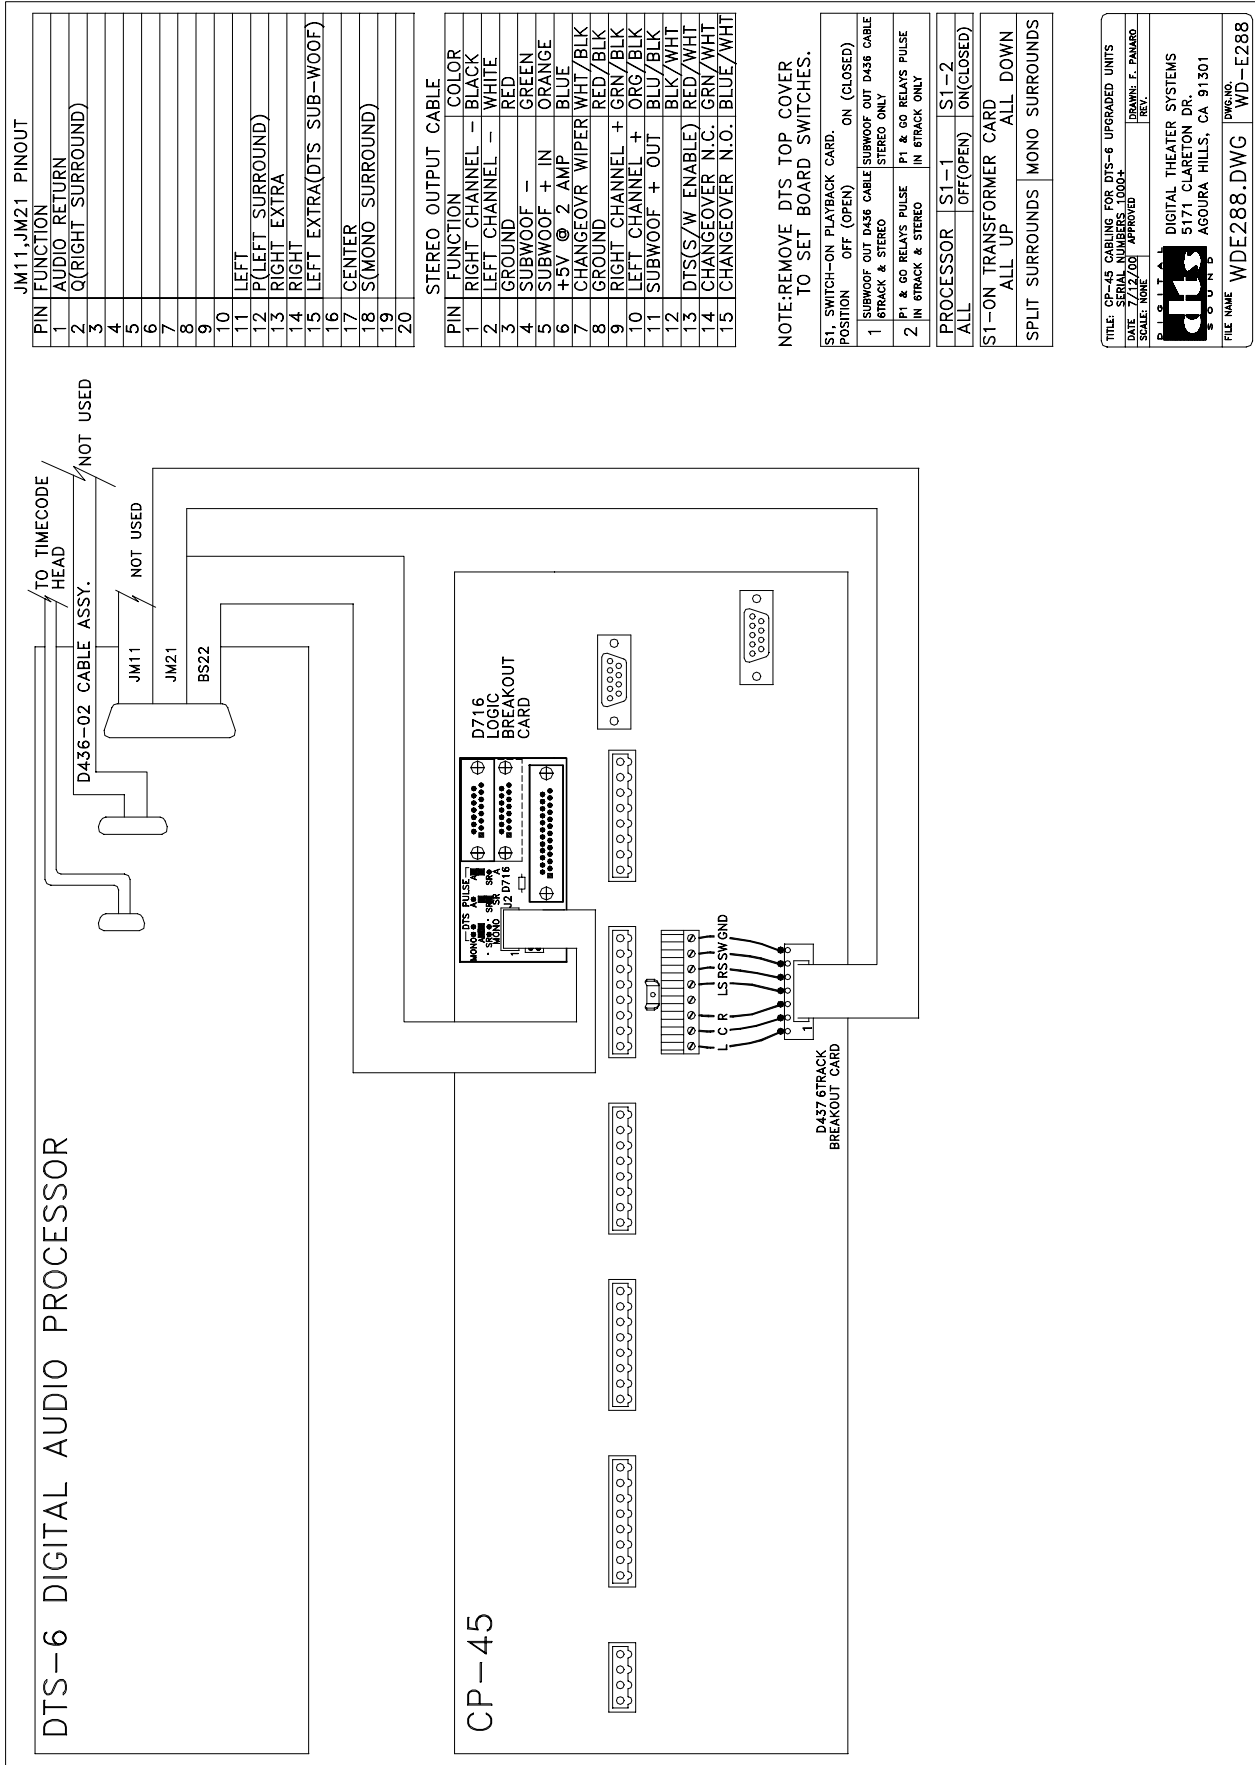 DTS-6 DIGITAL AUDIO PROCESSOR
TO TIMECODE
HEAD
NOT USED
D436-02 CABLE ASSY.
NOT USED
JM11
JM21
BS22
CP-45
D716
LOGIC
BREAKOUT
CARD
DTS PULSE
MONO
A
A
A
SR
SR
SR
MONO
SR
A
J2
D716
1
L
C
R
LS
RS
SW
GND
1
D437 6TRACK
BREAKOUT CARD
JM11,JM21 PINOUT
PIN FUNCTION
1 AUDIO RETURN
2 Q(RIGHT SURROUND)
3
4
5
6
7
8
9
10
11 LEFT
12 P(LEFT SURROUND)
13 RIGHT EXTRA
14 RIGHT
15 LEFT EXTRA(DTS SUB-WOOF)
16
17 CENTER
18 S(MONO SURROUND)
19
20
STEREO OUTPUT CABLE
PIN FUNCTION COLOR
1 RIGHT CHANNEL - BLACK
2 LEFT CHANNEL - WHITE
3 GROUND RED
4 SUBWOOF - GREEN
5 SUBWOOF + IN ORANGE
6 +5V @ 2 AMP BLUE
7 CHANGEOVR WIPER WHT/BLK
8 GROUND RED/BLK
9 RIGHT CHANNEL + GRN/BLK
10 LEFT CHANNEL + ORG/BLK
11 SUBWOOF + OUT BLU/BLK
12 BLK/WHT
13 DTS(S/W ENABLE) RED/WHT
14 CHANGEOVER N.C. GRN/WHT
15 CHANGEOVER N.O. BLUE/WHT
NOTE:REMOVE DTS TOP COVER
TO SET BOARD SWITCHES.
S1, SWITCH-ON PLAYBACK CARD.
POSITION OFF (OPEN) ON (CLOSED)
1 SUBWOOF OUT D436 CABLE SUBWOOF OUT D436 CABLE
6TRACK & STEREO STEREO ONLY
2 P1 & GO RELAYS PULSE P1 & GO RELAYS PULSE
IN 6TRACK & STEREO IN 6TRACK ONLY
PROCESSOR S1-1 S1-2
ALL OFF(OPEN) ON(CLOSED)
S1-ON TRANSFORMER CARD
ALL UP ALL DOWN
SPLIT SURROUNDS MONO SURROUNDS
TITLE: CP-45 CABLING FOR DTS-6 UPGRADED UNITS
SERIAL NUMBERS 1000+
DATE 7/12/00 APPROVED DRAWN: F. PANARO
SCALE: NONE REV.
DIGITAL
dts
SOUND
DIGITAL THEATER SYSTEMS
5171 CLARETON DR.
AGOURA HILLS, CA 91301
FILE NAME WDE288.DWG DWG.NO. WD-E288